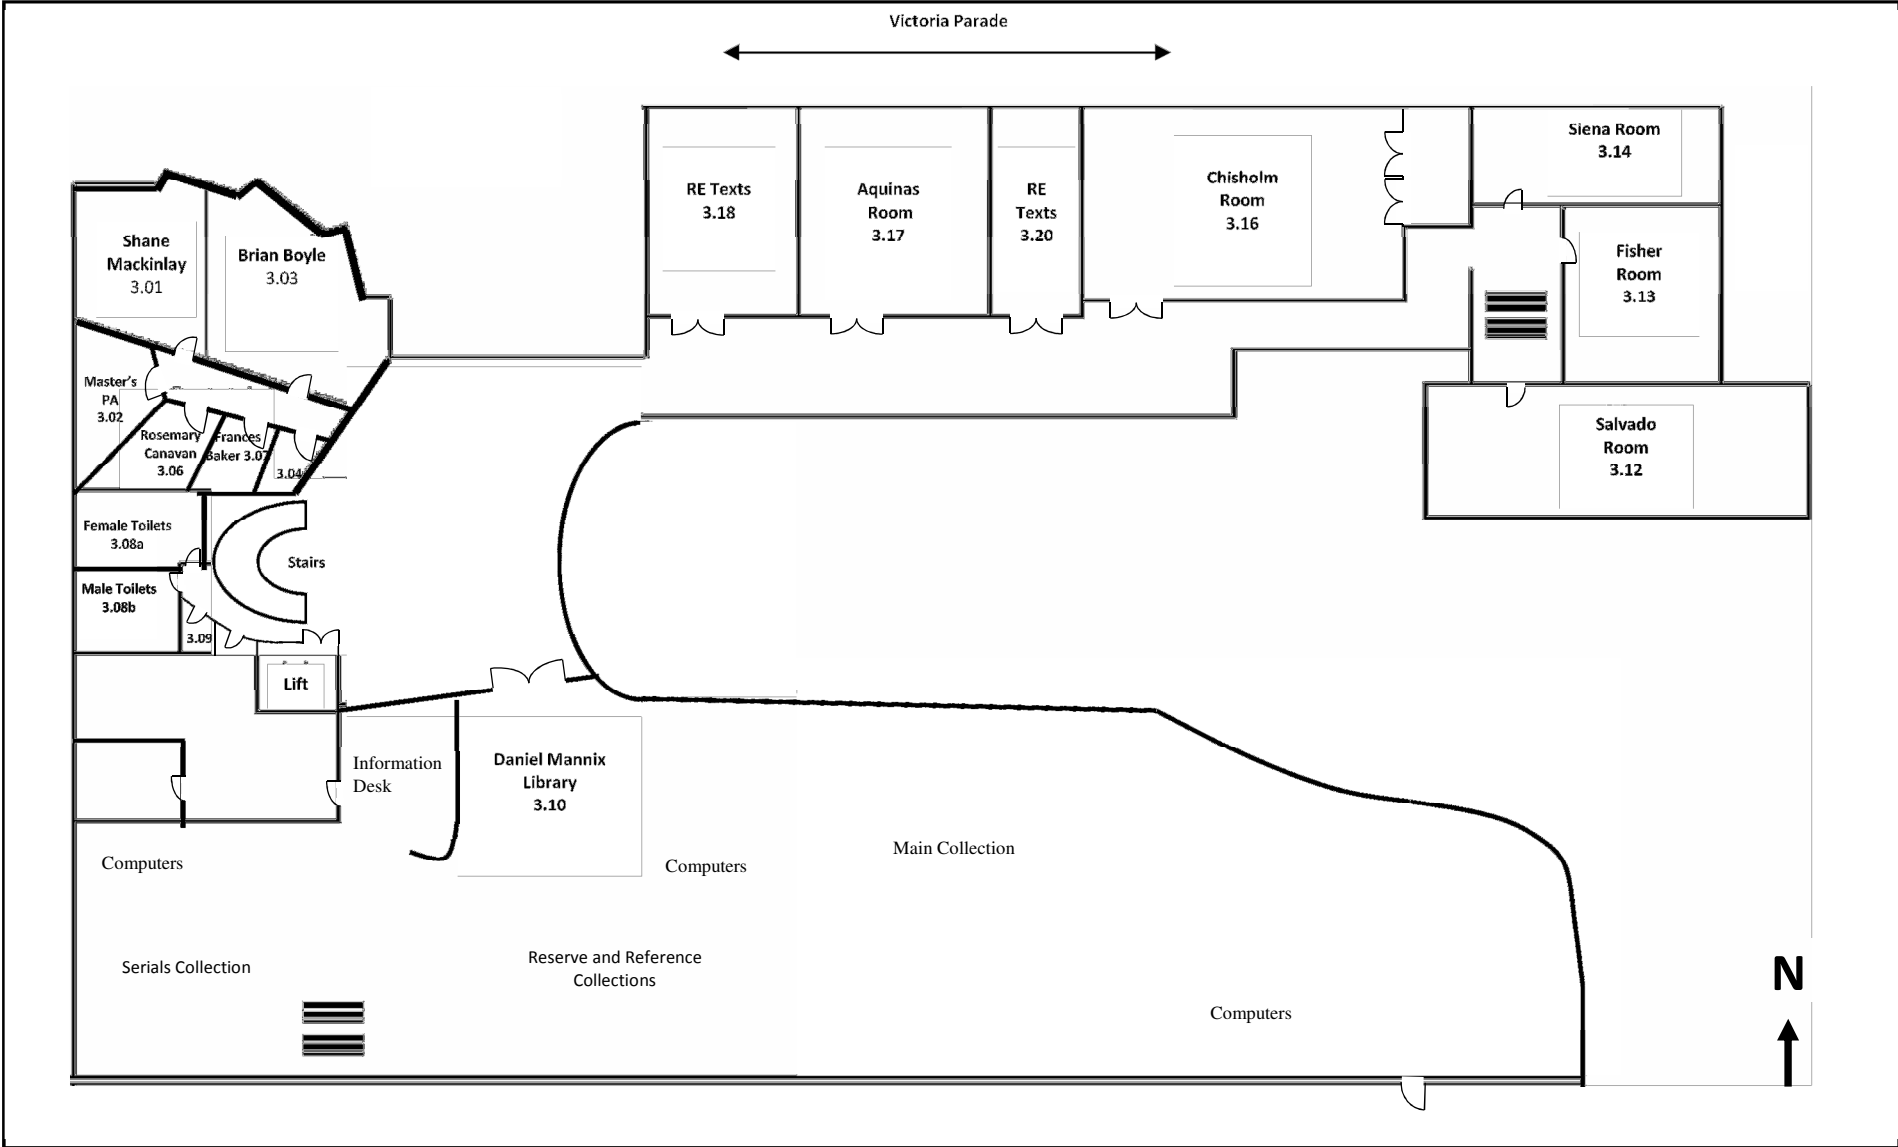 Victoria Parade
Siena Room
3.14
RE Texts
3.18
Aquinas
Room
3.17
RE
Texts
3.20
Chisholm
Room
3.16
Shane
Mackinlay
3.01
Brian Boyle
3.03
Fisher
Room
3.13
Master's
PA
3.02
Rosemary
Canavan
3.06
Frances
Baker 3.07
3.04
Salvado
Room
3.12
Female Toilets
3.08a
Stairs
Male Toilets
3.08b
3.09
Lift
Information
Desk
Daniel Mannix
Library
3.10
Computers
Computers
Main Collection
Serials Collection
Reserve and Reference
Collections
Computers
N